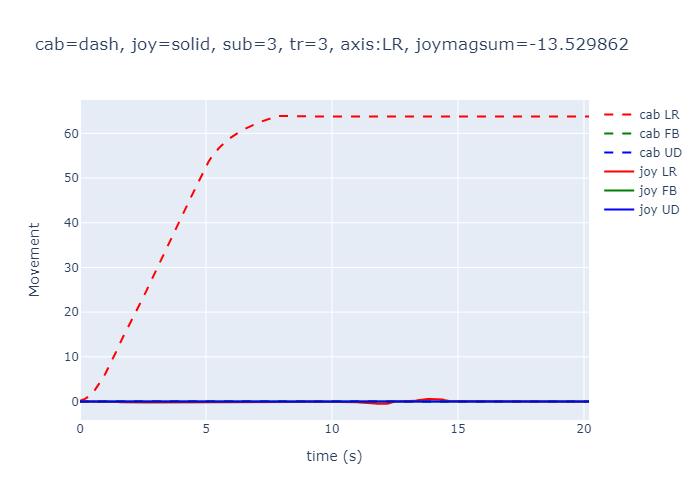 cab=dash, joy=solid, sub=3, tr=3, axis:LR, joymagsum=-13.529862
cab LR
cab FB
cab UD
joy LR
joy FB
joy UD
Movement
60
50
40
30
20
10
0
0 5 10 15 20
time (s)